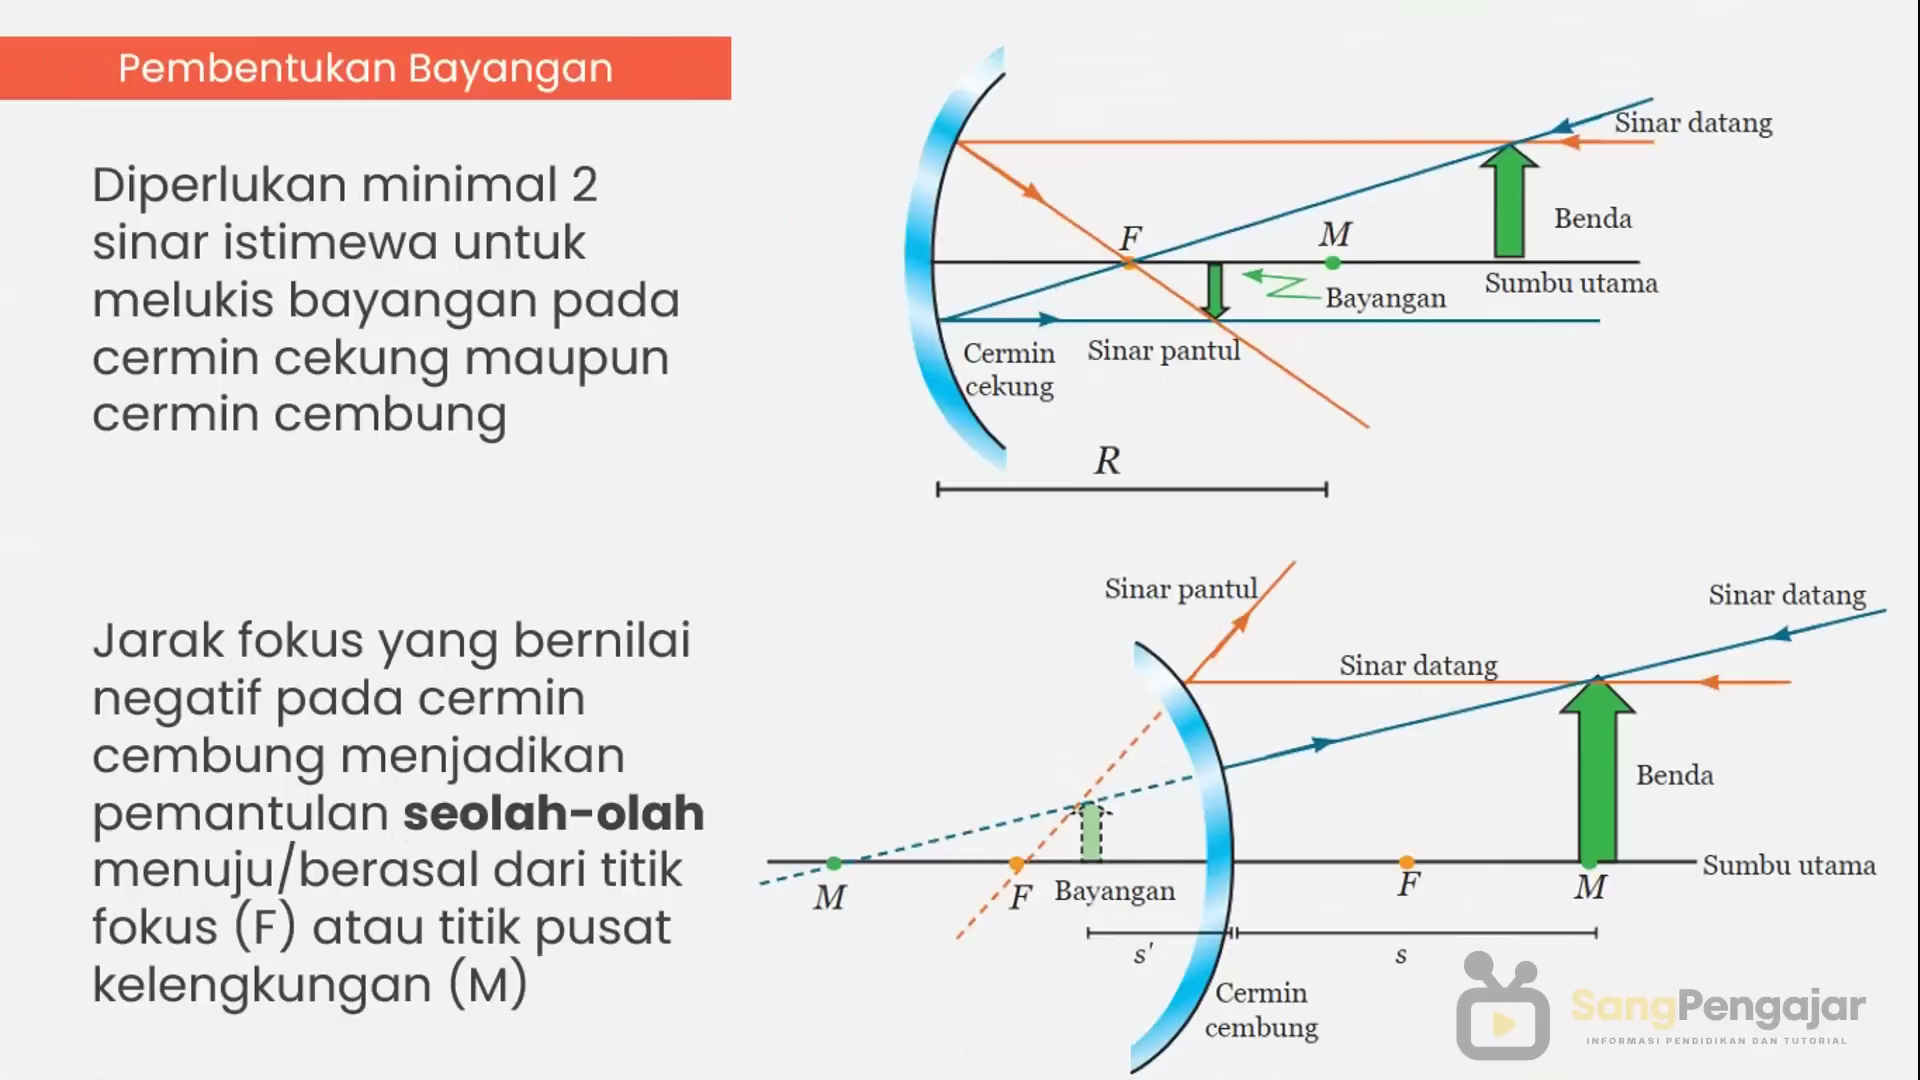 Pembentukan Bayangan
Diperlukan minimal 2
sinar istimewa untuk
melukis bayangan pada
cermin cekung maupun
cermin cembung
Jarak fokus yang bernilai
negatif pada cermin
cembung menjadikan
pemantulan seolah-olah
menuju/berasal dari titik
fokus (F) atau titik pusat
kelengkungan (M)
Sinar datang
Benda
F
M
Sumbu utama
Bayangan
Cermin
cekung
Sinar pantul
R
Sinar pantul
Sinar datang
Sinar datang
Benda
Sumbu utama
M
F
Bayangan
F
M
s'
s
Cermin
cembung
SangPengajar
INFORMASI PENDIDIKAN DAN TUTORIAL